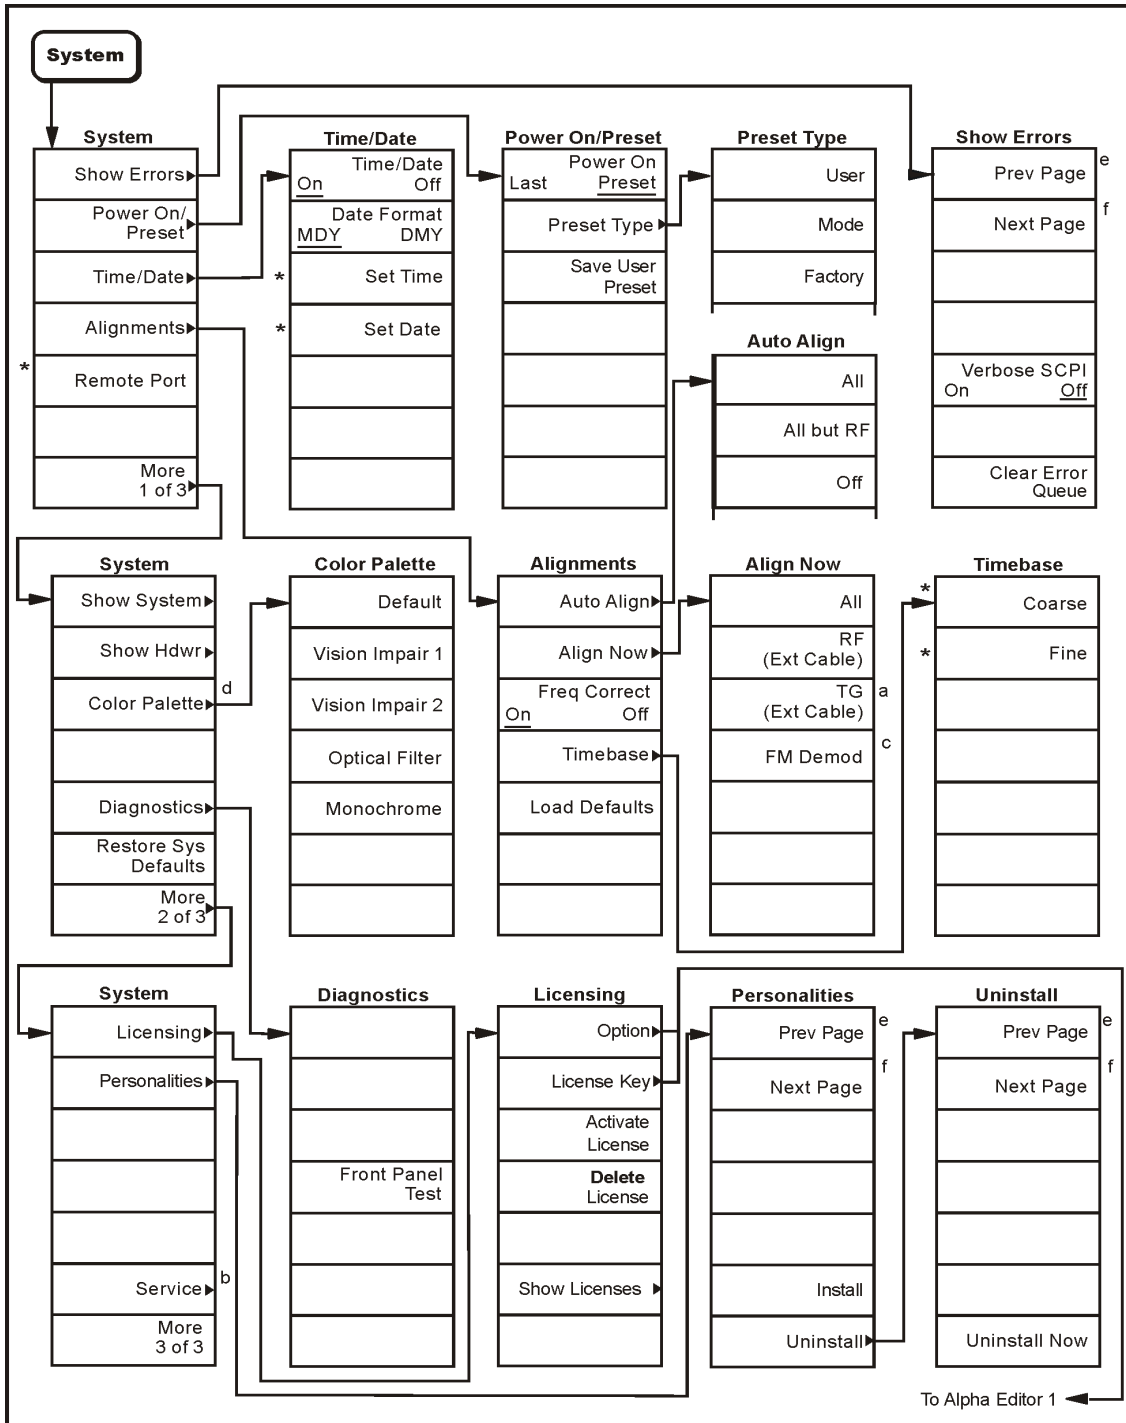 System
System
Show Errors
Power On/
Preset
Time/Date
Alignments
*
Remote Port
More
1 of 3
Time/Date
Time/Date
On Off
Date Format
MDY DMY
*
Set Time
*
Set Date
Power On/Preset
Power On
Last Preset
Preset Type
Save User
Preset
Preset Type
User
Mode
Factory
Auto Align
All
All but RF
Off
Show Errors
Prev Page
e
Next Page
f
Verbose SCPI
On Off
Clear Error
Queue
System
Show System
Show Hdwr
Color Palette
d
Diagnostics
Restore Sys
Defaults
More
2 of 3
Color Palette
Default
Vision Impair 1
Vision Impair 2
Optical Filter
Monochrome
Alignments
Auto Align
Align Now
Freq Correct
On Off
Timebase
Load Defaults
Align Now
All
RF
(Ext Cable)
TG
(Ext Cable)
a
FM Demod
c
Timebase
*
Coarse
*
Fine
System
Licensing
Personalities
Service
b
More
3 of 3
Diagnostics
Front Panel
Test
Licensing
Option
License Key
Activate
License
Delete
License
Show Licenses
Personalities
Prev Page
e
Next Page
f
Install
Uninstall
Uninstall
Prev Page
e
Next Page
f
Uninstall Now
To Alpha Editor 1